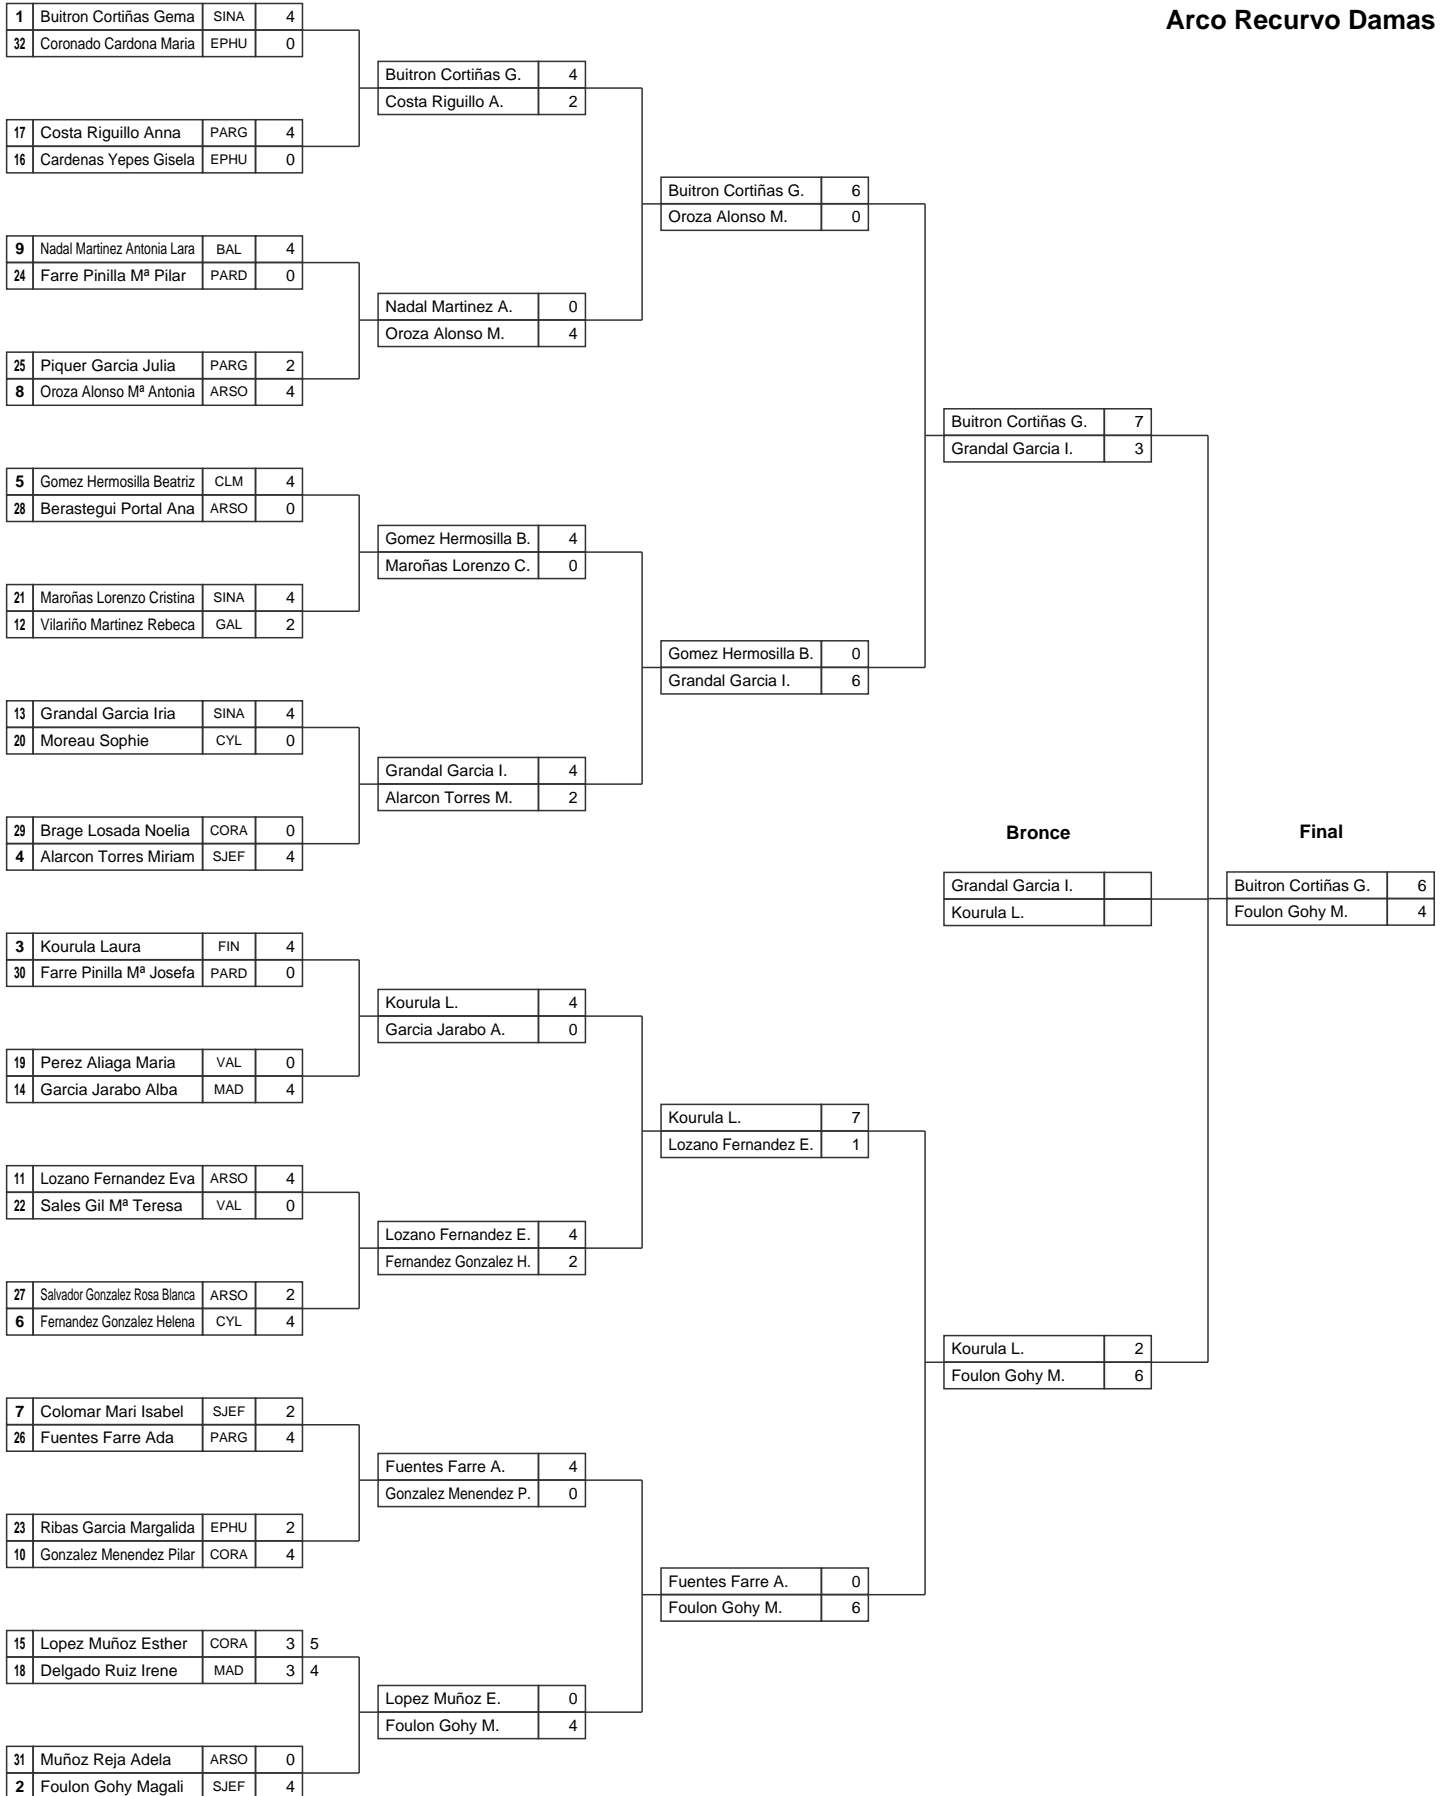 Arco Recurvo Damas
1 Buitron Cortiñas Gema SINA 4
32 Coronado Cardona Maria EPHU 0
Buitron Cortiñas G. 4
Costa Riguillo A. 2
17 Costa Riguillo Anna PARG 4
16 Cardenas Yepes Gisela EPHU 0
Buitron Cortiñas G. 6
Oroza Alonso M. 0
9 Nadal Martinez Antonia Lara BAL 4
24 Farre Pinilla Mª Pilar PARD 0
Nadal Martinez A. 0
Oroza Alonso M. 4
25 Piquer Garcia Julia PARG 2
8 Oroza Alonso Mª Antonia ARSO 4
Buitron Cortiñas G. 7
Grandal Garcia I. 3
5 Gomez Hermosilla Beatriz CLM 4
28 Berastegui Portal Ana ARSO 0
Gomez Hermosilla B. 4
Maroñas Lorenzo C. 0
21 Maroñas Lorenzo Cristina SINA 4
12 Vilariño Martinez Rebeca GAL 2
Gomez Hermosilla B. 0
Grandal Garcia I. 6
13 Grandal Garcia Iria SINA 4
20 Moreau Sophie CYL 0
Grandal Garcia I. 4
Alarcon Torres M. 2
29 Brage Losada Noelia CORA 0
4 Alarcon Torres Miriam SJEF 4
Bronce Final
Grandal Garcia I. Buitron Cortiñas G. 6
Kourula L. Foulon Gohy M. 4
3 Kourula Laura FIN 4
30 Farre Pinilla Mª Josefa PARD 0
Kourula L. 4
Garcia Jarabo A. 0
19 Perez Aliaga Maria VAL 0
14 Garcia Jarabo Alba MAD 4
Kourula L. 7
Lozano Fernandez E. 1
11 Lozano Fernandez Eva ARSO 4
22 Sales Gil Mª Teresa VAL 0
Lozano Fernandez E. 4
Fernandez Gonzalez H. 2
27 Salvador Gonzalez Rosa Blanca ARSO 2
6 Fernandez Gonzalez Helena CYL 4
Kourula L. 2
Foulon Gohy M. 6
7 Colomar Mari Isabel SJEF 2
26 Fuentes Farre Ada PARG 4
Fuentes Farre A. 4
Gonzalez Menendez P. 0
23 Ribas Garcia Margalida EPHU 2
10 Gonzalez Menendez Pilar CORA 4
Fuentes Farre A. 0
Foulon Gohy M. 6
15 Lopez Muñoz Esther CORA 3 5
18 Delgado Ruiz Irene MAD 3 4
Lopez Muñoz E. 0
Foulon Gohy M. 4
31 Muñoz Reja Adela ARSO 0
2 Foulon Gohy Magali SJEF 4